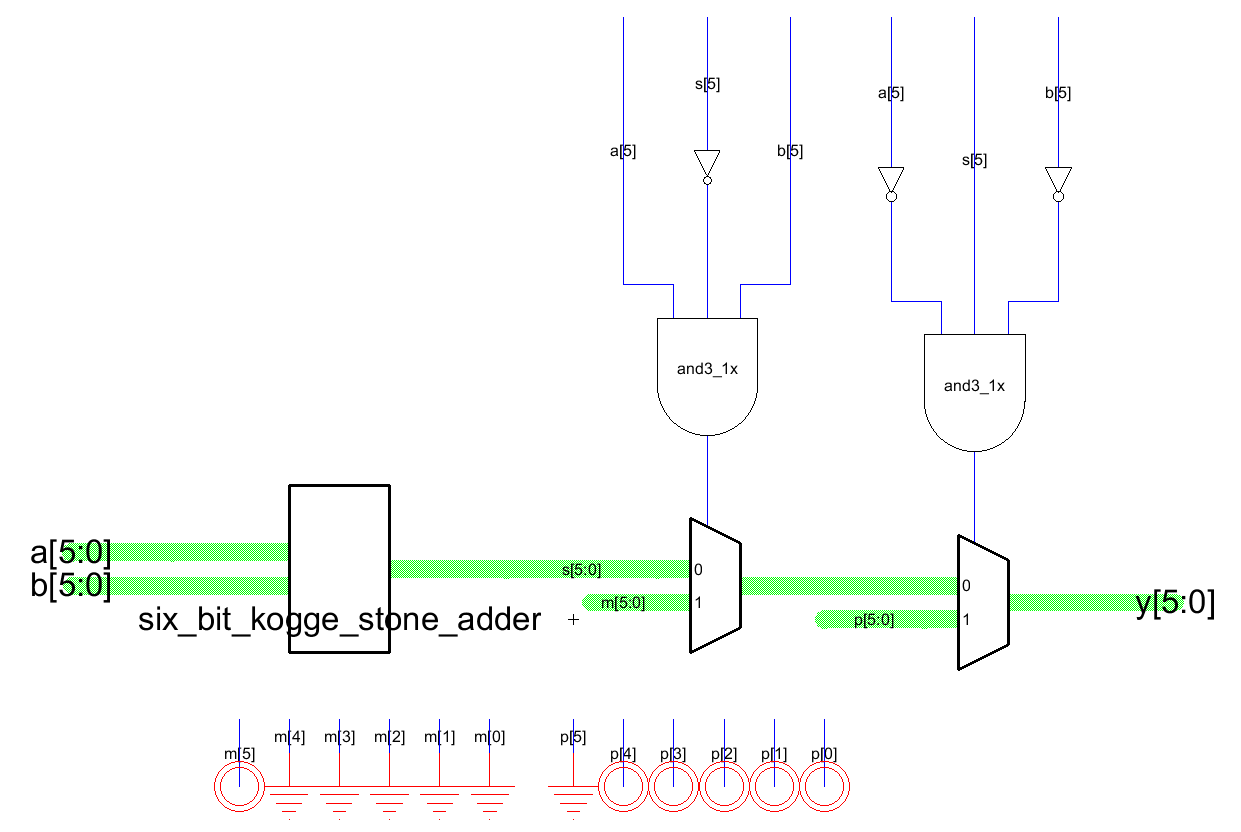 s[5]
a[5]
b[5]
a[5]
b[5]
s[5]
and3_1x
and3_1x
a[5:0]
b[5:0]
six_bit_kogge_stone_adder
s[5:0]
0
m[5:0]
1
0
p[5:0]
1
y[5:0]
m[5]
m[4]
m[3]
m[2]
m[1]
m[0]
p[5]
p[4]
p[3]
p[2]
p[1]
p[0]